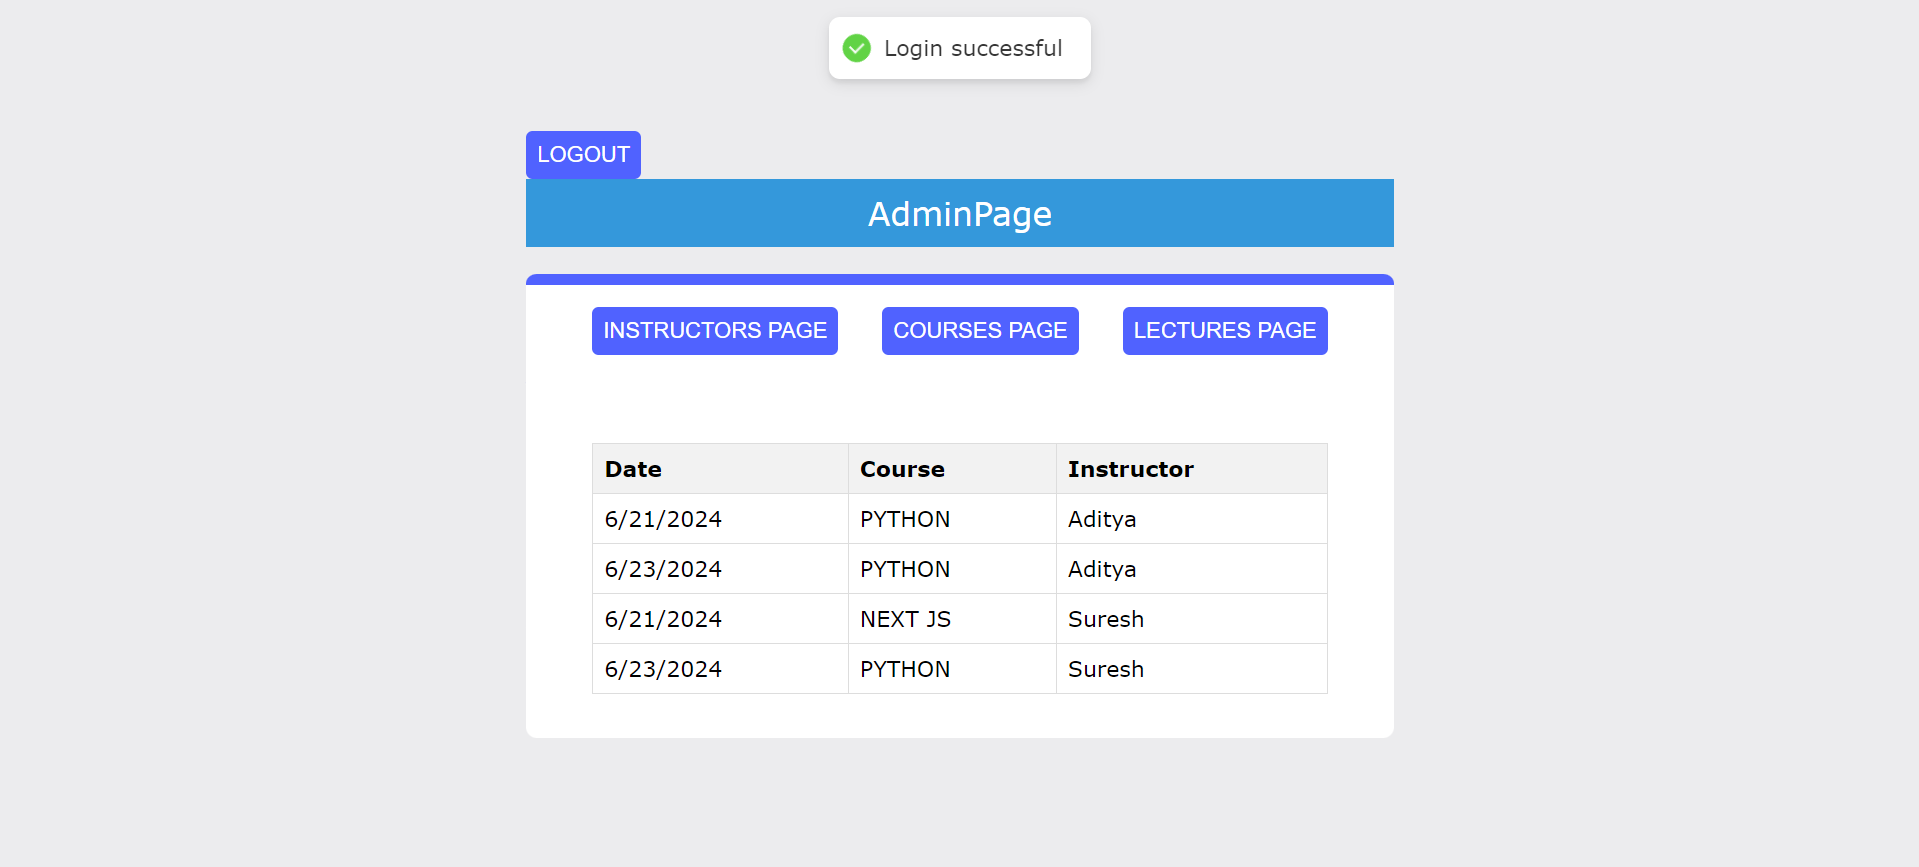 Login successful
LOGOUT
AdminPage
INSTRUCTORS PAGE COURSES PAGE LECTURES PAGE
Date Course Instructor
6/21/2024 PYTHON Aditya
6/23/2024 PYTHON Aditya
6/21/2024 NEXT JS Suresh
6/23/2024 PYTHON Suresh